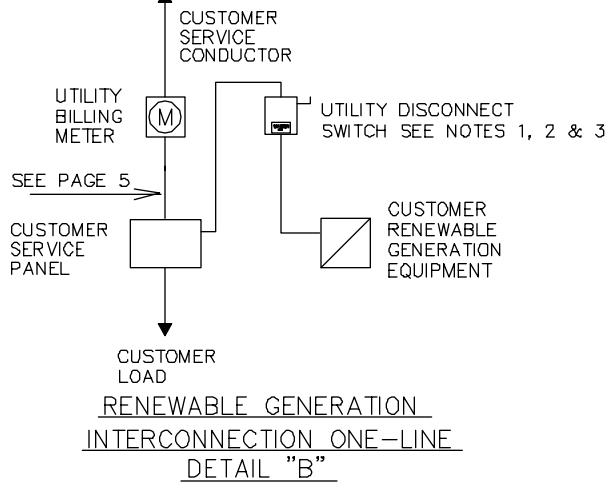 CUSTOMER
SERVICE
CONDUCTOR
UTILITY
BILLING
METER
M
UTILITY DISCONNECT
SWITCH SEE NOTES 1, 2 & 3
SEE PAGE 5
CUSTOMER
SERVICE
PANEL
CUSTOMER
RENEWABLE
GENERATION
EQUIPMENT
CUSTOMER
LOAD
RENEWABLE GENERATION
INTERCONNECTION ONE-LINE
DETAIL "B"